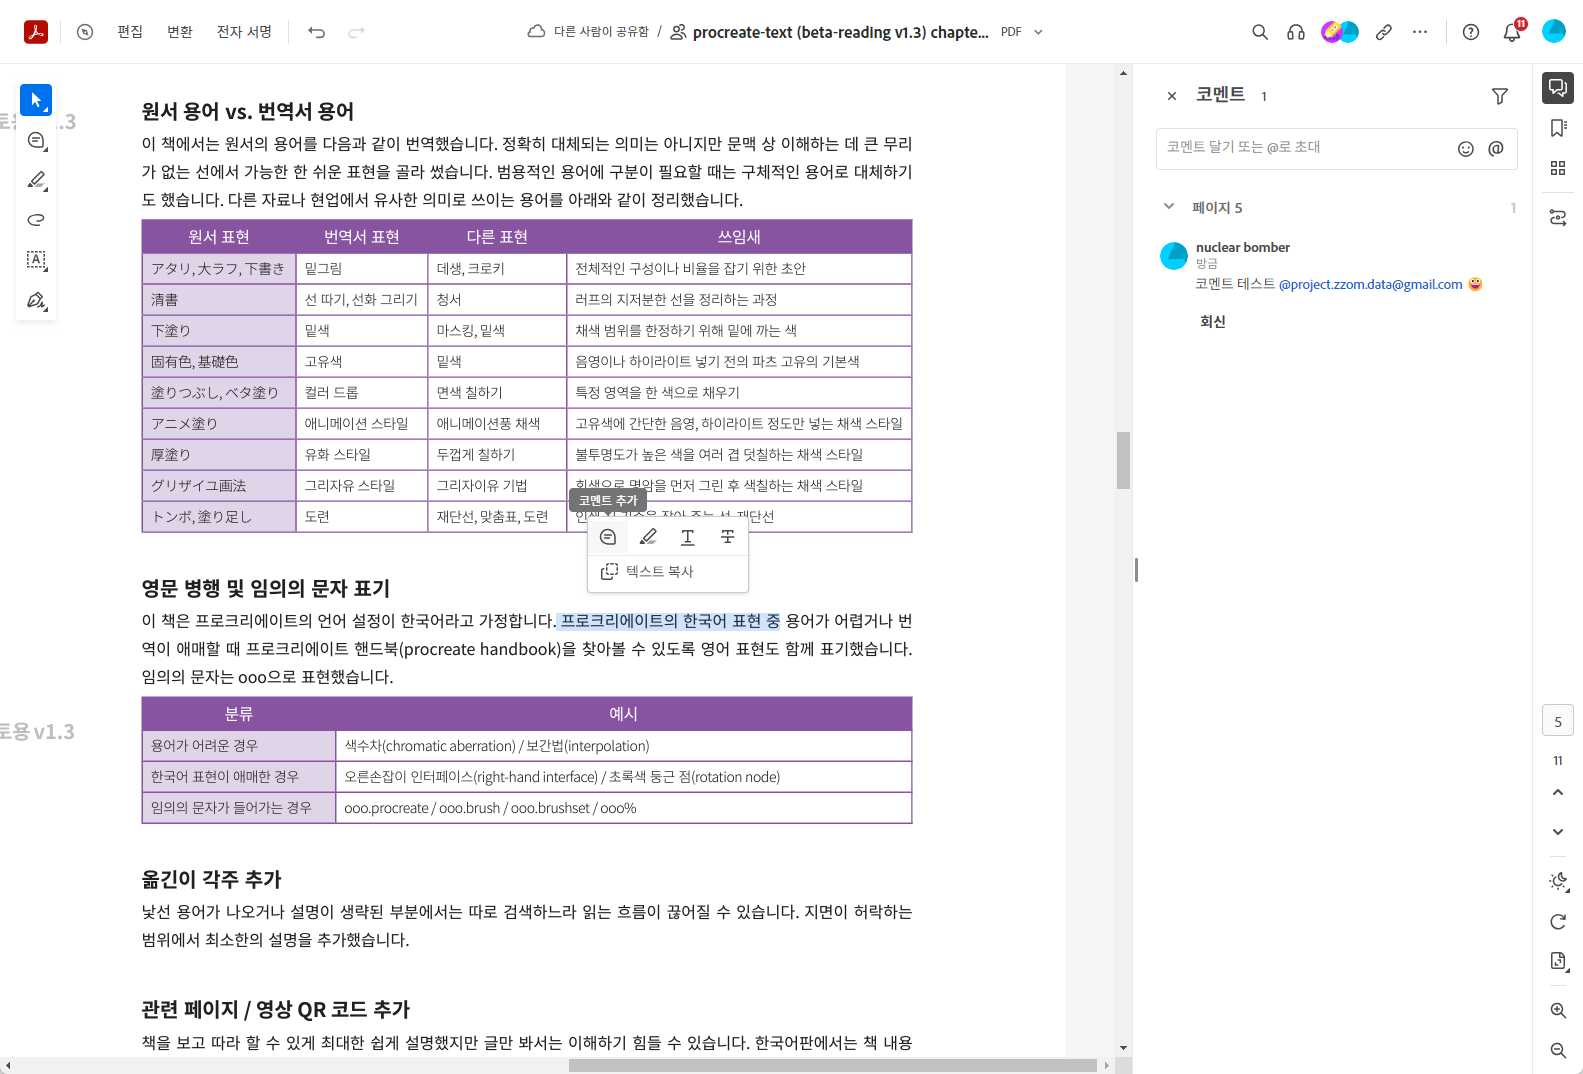 편집 변환 전자 서명
다른 사람이 공유함 / procreate-text (beta-reading v1.3) chapte... PDF
11
원서 용어 vs. 번역서 용어
이 책에서는 원서의 용어를 다음과 같이 번역했습니다. 정확히 대체되는 의미는 아니지만 문맥 상 이해하는 데 큰 무리
가 없는 선에서 가능한 한 쉬운 표현을 골라 썼습니다. 범용적인 용어에 구분이 필요할 때는 구체적인 용어로 대체하기
도 했습니다. 다른 자료나 현업에서 유사한 의미로 쓰이는 용어를 아래와 같이 정리했습니다.
원서 표현 번역서 표현 다른 표현 쓰임새
アタリ, 大ラフ, 下書き 밑그림 데생, 크로키 전체적인 구성이나 비율을 잡기 위한 초안
清書 선 따기, 선화 그리기 청서 러프의 지저분한 선을 정리하는 과정
下塗り 밑색 마스킹, 밑색 채색 범위를 한정하기 위해 밑에 까는 색
固有色, 基礎色 고유색 밑색 음영이나 하이라이트 넣기 전의 파츠 고유의 기본색
塗りつぶし, ベタ塗り 컬러 드롭 면색 칠하기 특정 영역을 한 색으로 채우기
アニメ塗り 애니메이션 스타일 애니메이션풍 채색 고유색에 간단한 음영, 하이라이트 정도만 넣는 채색 스타일
厚塗り 유화 스타일 두껍게 칠하기 불투명도가 높은 색을 여러 겹 덧칠하는 채색 스타일
グリザイユ画法 그리자유 스타일 그리자이유 기법 회색으로 명암을 먼저 그린 후 색칠하는 채색 스타일
トンボ, 塗り足し 도련 재단선, 맞춤표, 도련 재단선
코멘트 추가
텍스트 복사
영문 병행 및 임의의 문자 표기
이 책은 프로크리에이트의 언어 설정이 한국어라고 가정합니다. 프로크리에이트의 한국어 표현 중 용어가 어렵거나 번
역이 애매할 때 프로크리에이트 핸드북(procreate handbook)을 찾아볼 수 있도록 영어 표현도 함께 표기했습니다.
임의의 문자는 ooo으로 표현했습니다.
분류 예시
용어가 어려운 경우 색수차(chromatic aberration) / 보간법(interpolation)
한국어 표현이 애매한 경우 오른손잡이 인터페이스(right-hand interface) / 초록색 둥근 점(rotation node)
임의의 문자가 들어가는 경우 ooo.procreate / ooo.brush / ooo.brushset / ooo%
토용 v1.3
옮긴이 각주 추가
낯선 용어가 나오거나 설명이 생략된 부분에서는 따로 검색하느라 읽는 흐름이 끊어질 수 있습니다. 지면이 허락하는
범위에서 최소한의 설명을 추가했습니다.
관련 페이지 / 영상 QR 코드 추가
책을 보고 따라 할 수 있게 최대한 쉽게 설명했지만 글만 봐서는 이해하기 힘들 수 있습니다. 한국어판에서는 책 내용
코멘트 1
코멘트 달기 또는 @로 초대
페이지 5 1
nuclear bomber
방금
코멘트 테스트 @project.zzom.data@gmail.com
회신
5
11